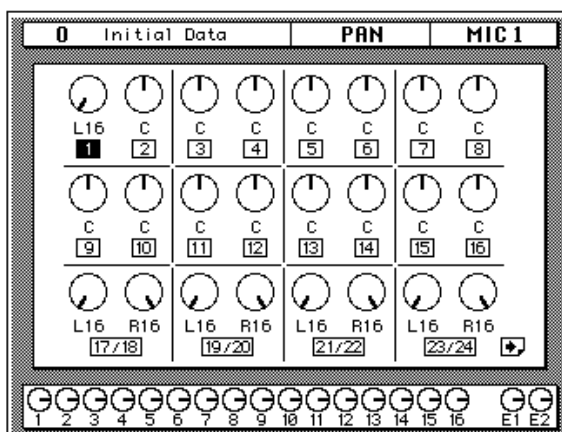 0 Initial Data PAN MIC 1
L16 C C C C C C C
1 2 3 4 5 6 7 8
C C C C C C C C
9 10 11 12 13 14 15 16
L16 R16 L16 R16 L16 R16 L16 R16
17/18 19/20 21/22 23/24
1 2 3 4 5 6 7 8 9 10 11 12 13 14 15 16 E1 E2